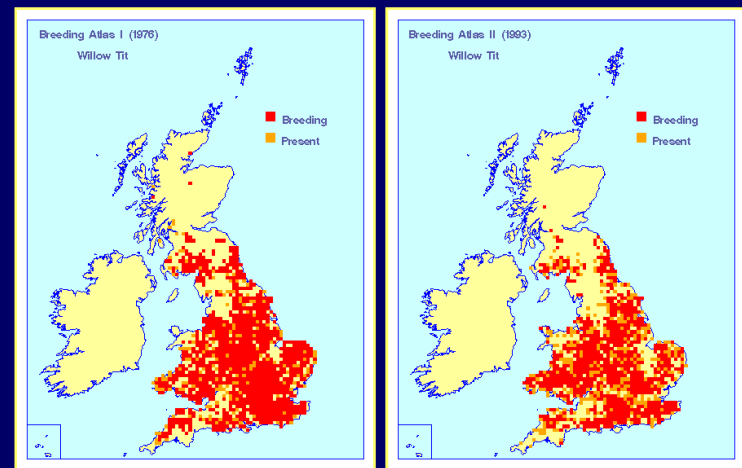 Breeding Atlas I (1976)
Willow Tit
Breeding
Present
Breeding Atlas II (1993)
Willow Tit
Breeding
Present